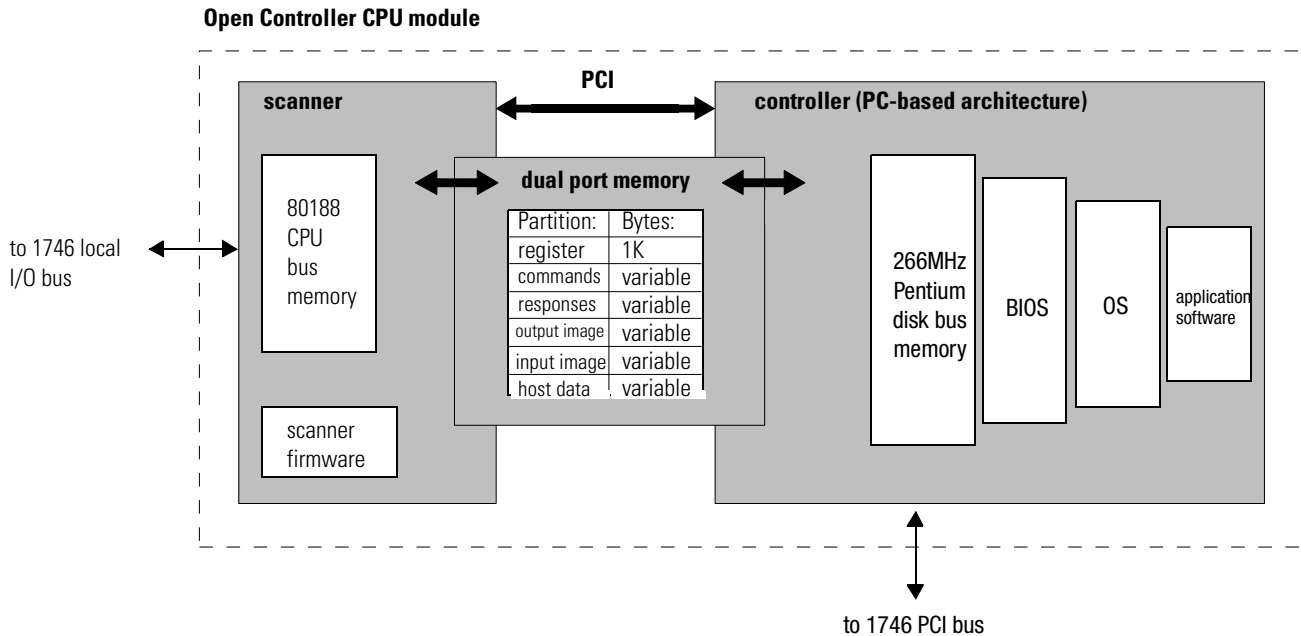 Open Controller CPU module
PCI
scanner
controller (PC-based architecture)
80188
CPU
bus
memory
scanner
firmware
to 1746 local
I/O bus
dual port memory
Partition: Bytes:
register 1K
commands variable
responses variable
output image variable
input image variable
host data variable
266MHz
Pentium
disk bus
memory
BIOS
OS
application
software
to 1746 PCI bus